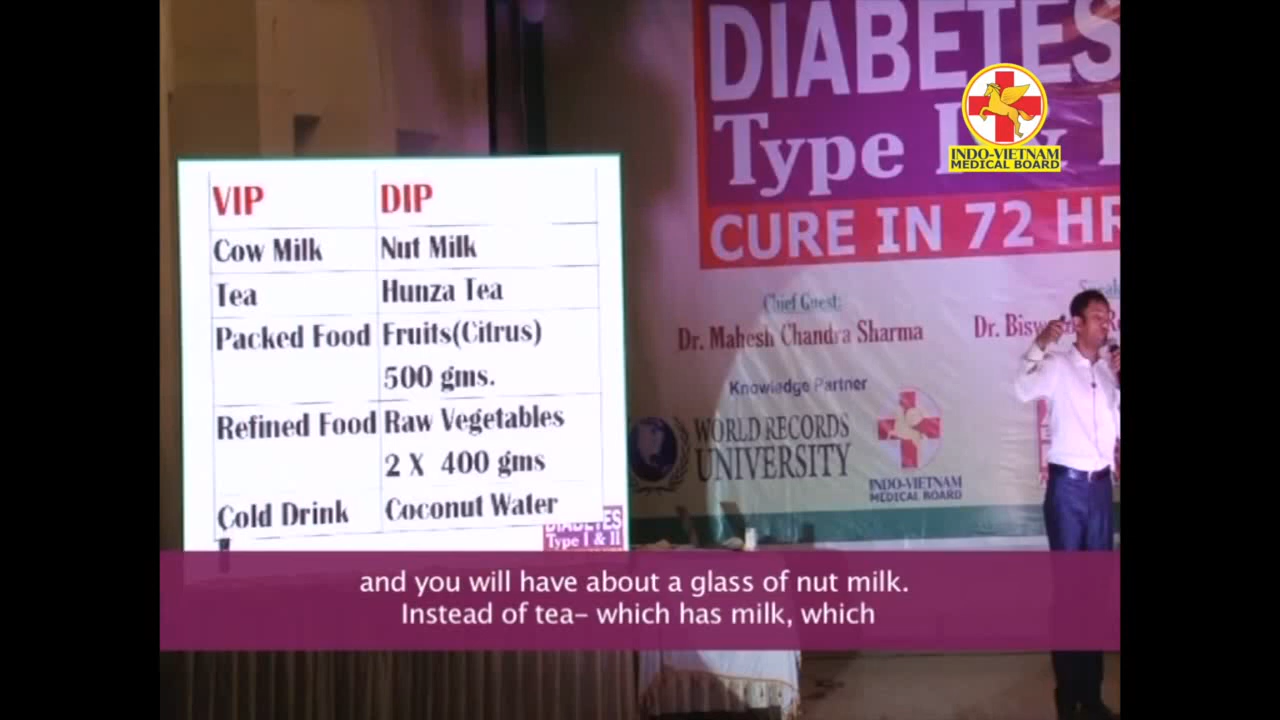 DIABETES
Type I & I
CURE IN 72 HR
INDO-VIETNAM
MEDICAL BOARD
VIP DIP
Cow Milk Nut Milk
Tea Hunza Tea
Packed Food Fruits(Citrus)
500 gms.
Refined Food Raw Vegetables
2 X 400 gms
Cold Drink Coconut Water
DIABETES
Type I & II
Chief Guest:
Dr. Mahesh Chandra Sharma
Dr. Bisw
Knowledge Partner
WORLD RECORDS
UNIVERSITY
INDO-VIETNAM
MEDICAL BOARD
and you will have about a glass of nut milk.
Instead of tea– which has milk, which